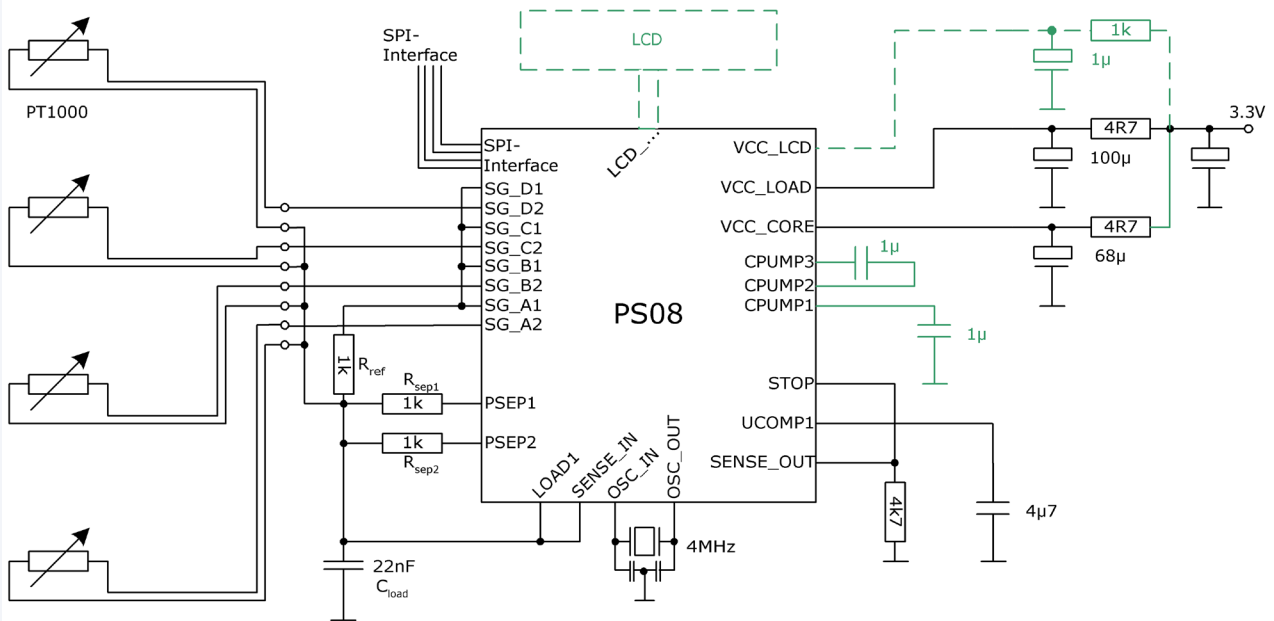 SPI-
Interface
LCD
1k
1µ
3.3V
PT1000
4R7
100µ
SPI-
Interface
LCD_...
VCC_LCD
SG_D1
VCC_LOAD
SG_D2
SG_C1
VCC_CORE
4R7
SG_C2
1µ
68µ
SG_B1
CPUMP3
SG_B2
CPUMP2
SG_A1
CPUMP1
PS08
SG_A2
1µ
1k
Rref
Rsep1
STOP
1k
PSEP1
UCOMP1
1k
PSEP2
Rsep2
SENSE_OUT
LOAD1
SENSE_IN
OSC_IN
OSC_OUT
4k7
4µ7
4MHz
22nF
Cload